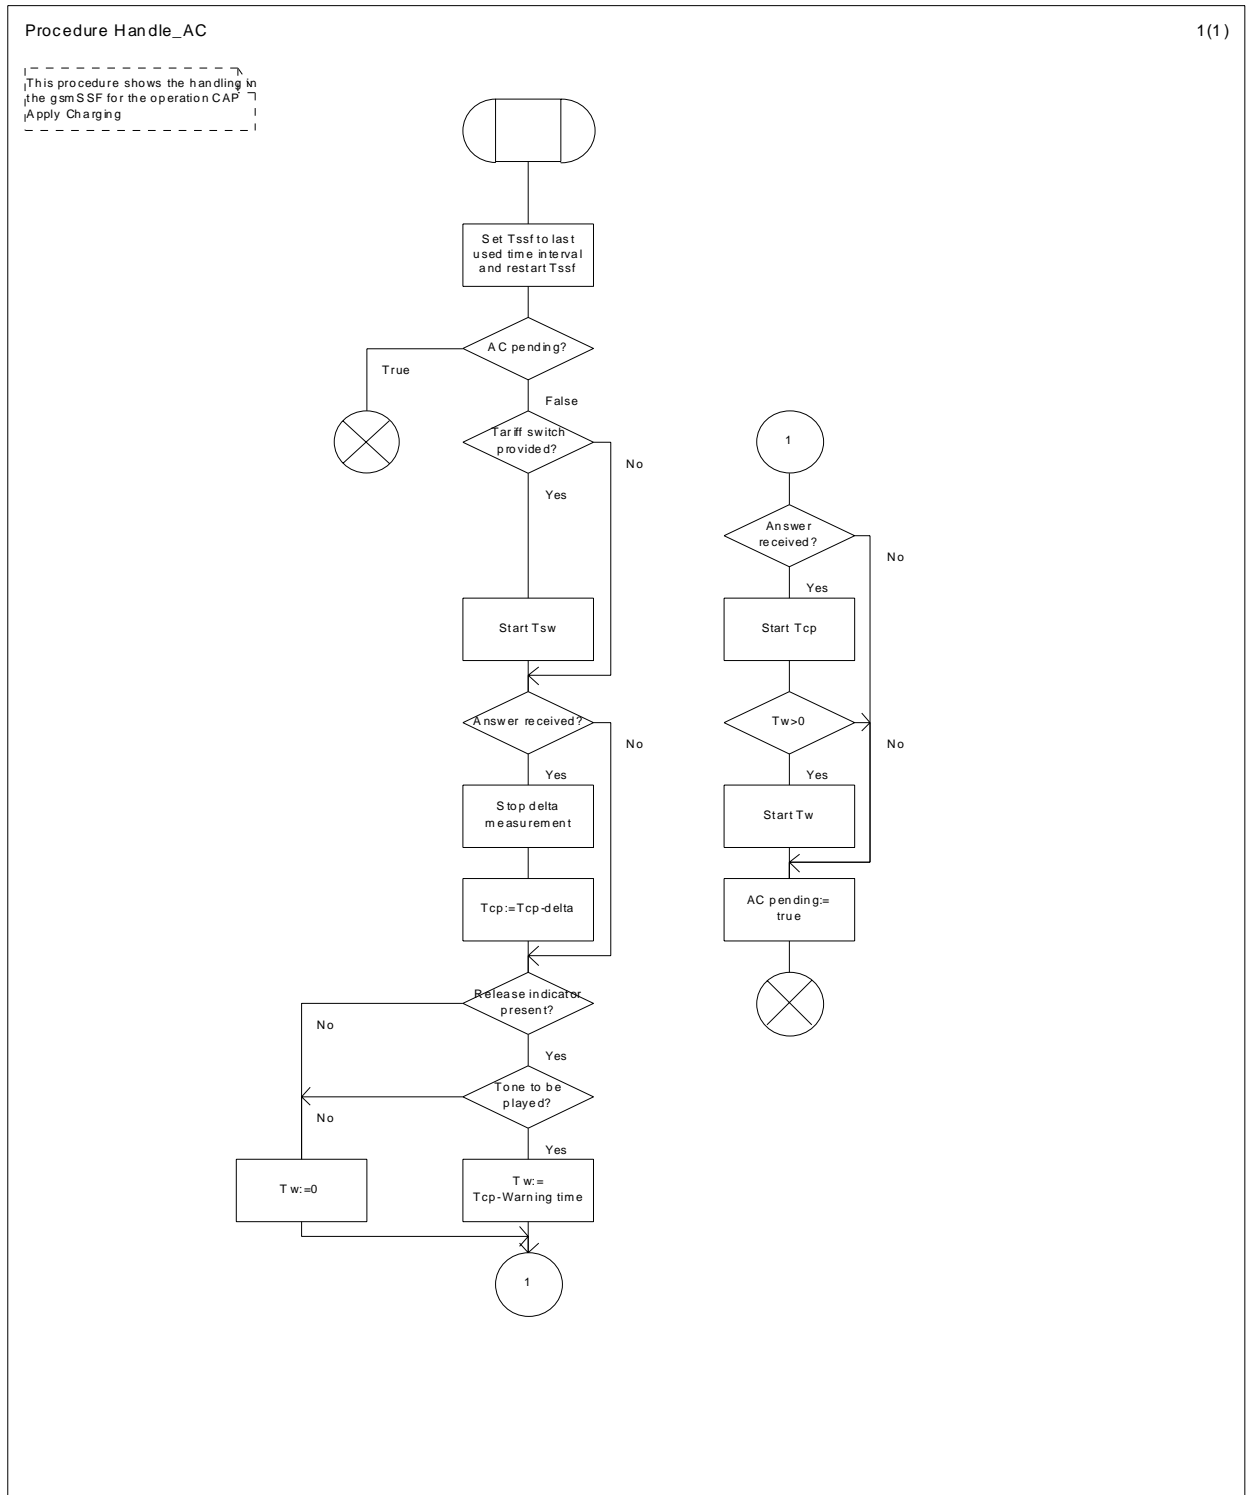 Procedure Handle_AC
1(1)
This procedure shows the handling in
the gsmSSF for the operation CAP
Apply Charging
Set Tssf to last
used time interval
and restart Tssf
AC pending?
True
False
Tariff switch
provided?
No
Yes
Start Tsw
Answer received?
No
Yes
Stop delta
measurement
Tcp:=Tcp-delta
Release indicator
present?
No
Yes
Tone to be
played?
No
Yes
Tw:=0
Tw:=
Tcp-Warning time
1
1
Answer
received?
No
Yes
Start Tcp
Tw>0
No
Yes
Start Tw
AC pending:=
true